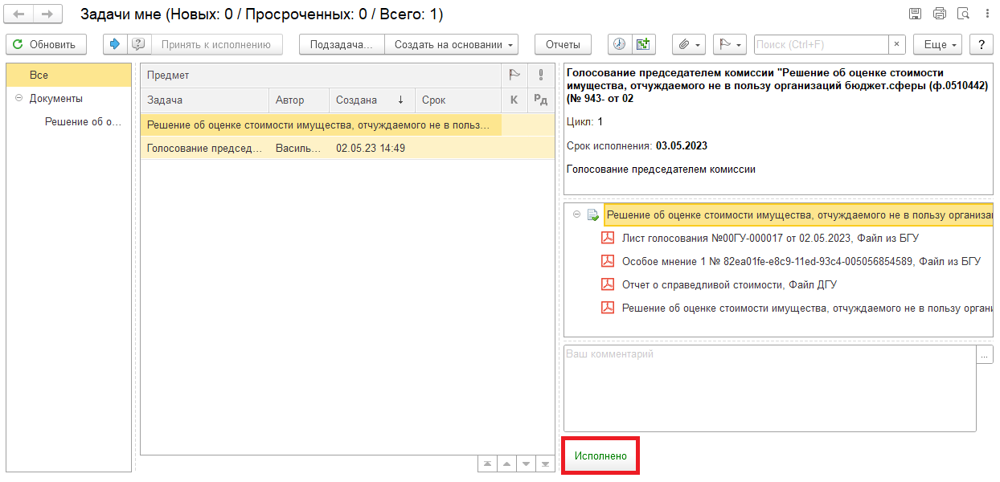 Задачи мне (Новых: 0 / Просроченных: 0 / Всего: 1)
Обновить
Принять к исполнению
Подзадача...
Создать на основании
Отчеты
Поиск (Ctrl+F)
×
Еще
?
Все
Документы
Решение об о...
Предмет
Задача Автор Создана ↓ Срок К Рд
Решение об оценке стоимости имущества, отчуждаемого не в польз...
Голосование председ... Василь... 02.05.23 14:49
Голосование председателем комиссии "Решение об оценке стоимости
имущества, отчуждаемого не в пользу организаций бюджет.сферы (ф.0510442)
(№ 943- от 02
Цикл: 1
Срок исполнения: 03.05.2023
Голосование председателем комиссии
Решение об оценке стоимости имущества, отчуждаемого не в пользу организа
Лист голосования №00ГУ-000017 от 02.05.2023, Файл из БГУ
Особое мнение 1 № 82ea01fe-e8c9-11ed-93c4-005056854589, Файл из БГУ
Отчет о справедливой стоимости, Файл ДГУ
Решение об оценке стоимости имущества, отчуждаемого не в пользу органи
Ваш комментарий
...
Исполнено